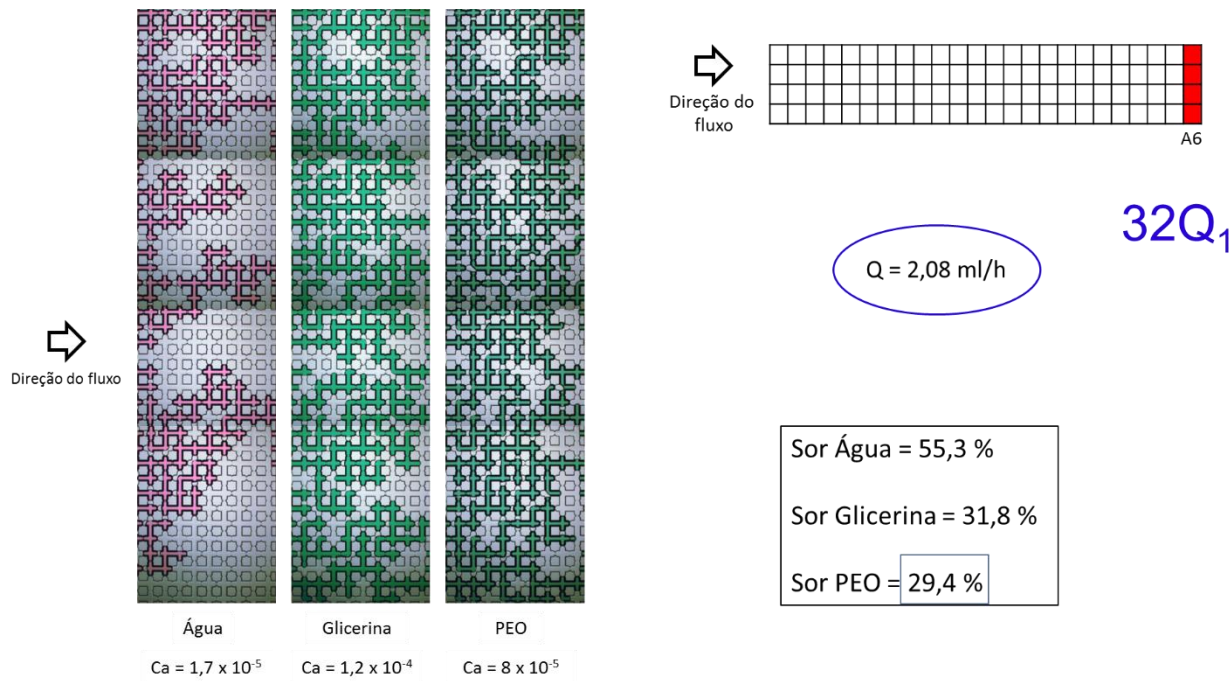 Direção do fluxo
Água
Ca = 1,7 x 10⁻⁵
Glicerina
Ca = 1,2 x 10⁻⁴
PEO
Ca = 8 x 10⁻⁵
Direção do
fluxo
A6
32Q₁
Q = 2,08 ml/h
Sor Água = 55,3 %
Sor Glicerina = 31,8 %
Sor PEO = 29,4 %